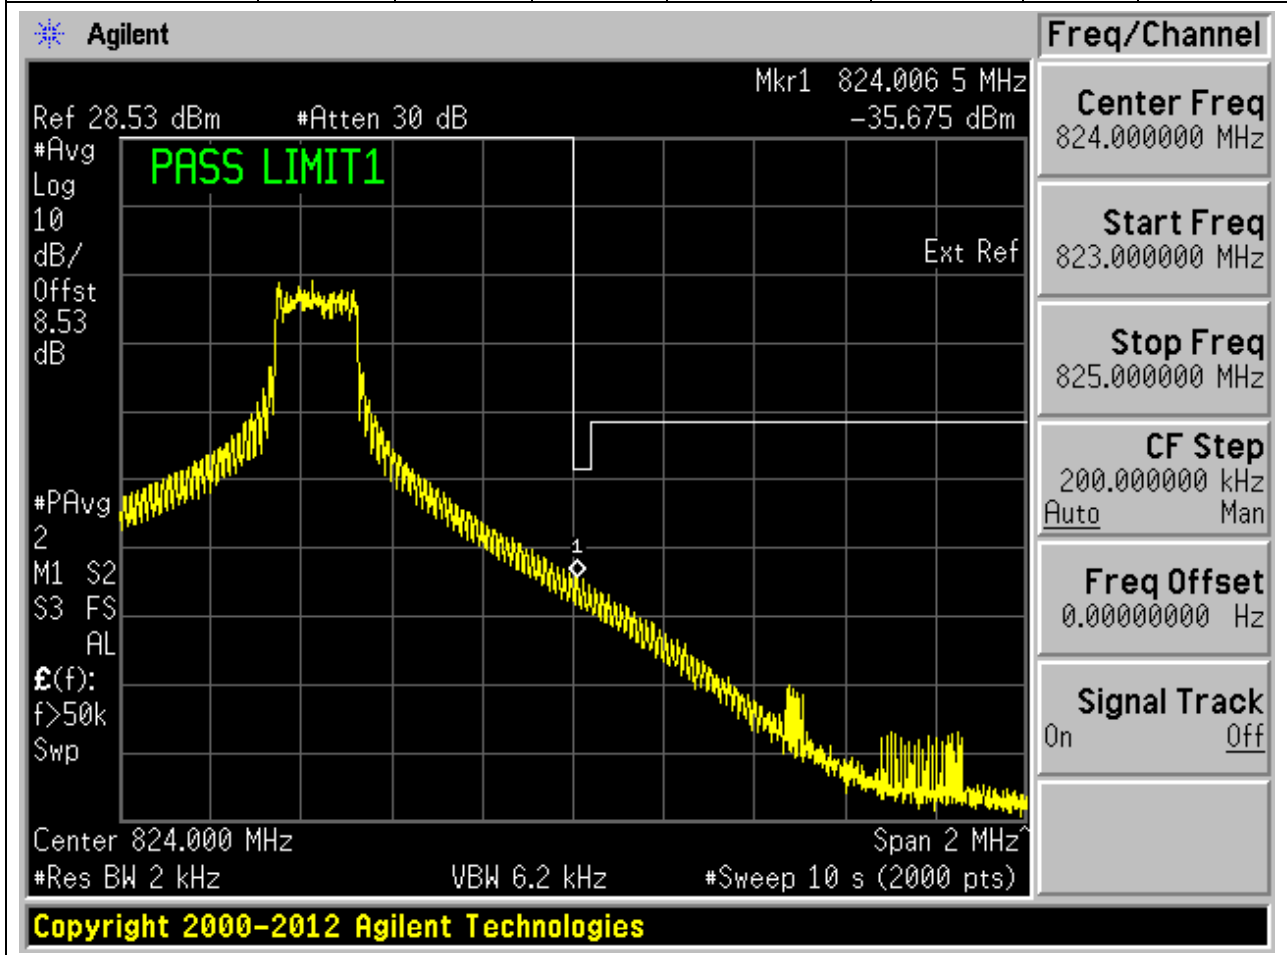 Agilent
Freq/Channel
Mkr1 824.006 5 MHz
Ref 28.53 dBm #Atten 30 dB -35.675 dBm
#Avg
Log
10
dB/
Offst
8.53
dB
PASS LIMIT1
Ext Ref
1
#PAvg
2
M1 S2
S3 FS
AL
£(f):
f>50k
Swp
Center 824.000 MHz Span 2 MHz^
#Res BW 2 kHz VBW 6.2 kHz #Sweep 10 s (2000 pts)
Center Freq
824.000000 MHz
Start Freq
823.000000 MHz
Stop Freq
825.000000 MHz
CF Step
200.000000 kHz
Auto Man
Freq Offset
0.00000000 Hz
Signal Track
On Off
Copyright 2000-2012 Agilent Technologies